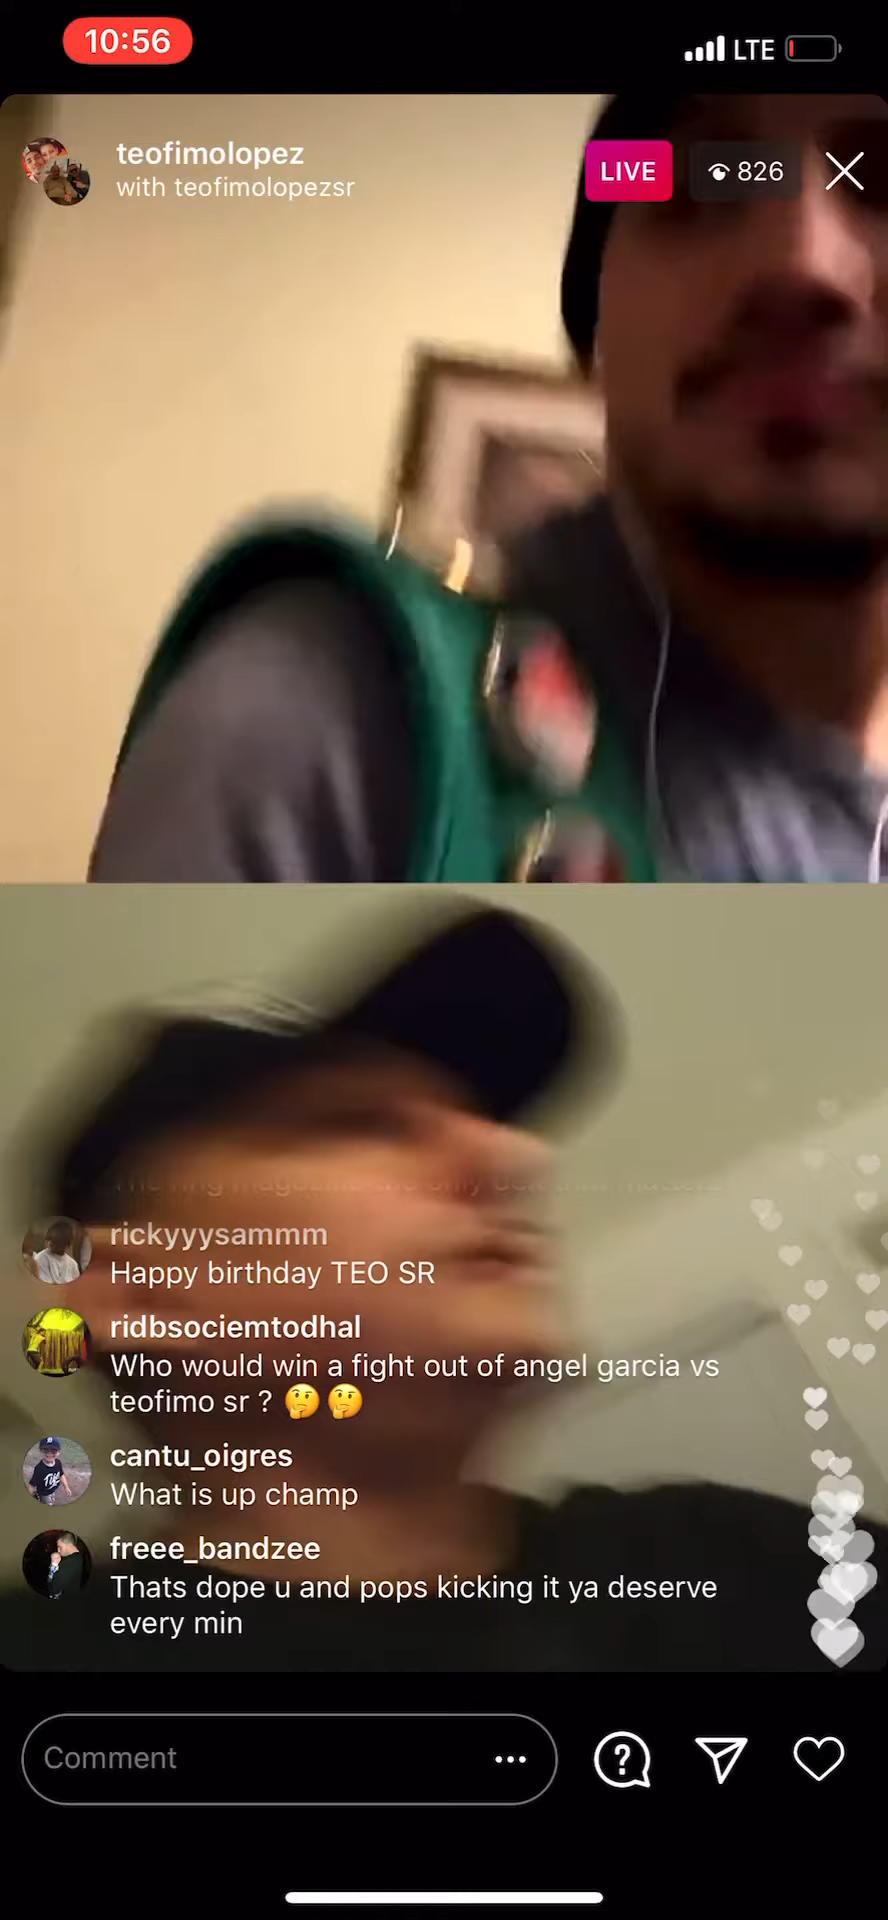 10:56
LTE
teofimolopez
with teofimolopezsr
LIVE
826
rickyyysammm
Happy birthday TEO SR
ridbsociemtodhal
Who would win a fight out of angel garcia vs
teofimo sr ? 🤔🤔
cantu_oigres
What is up champ
freee_bandzee
Thats dope u and pops kicking it ya deserve
every min
Comment